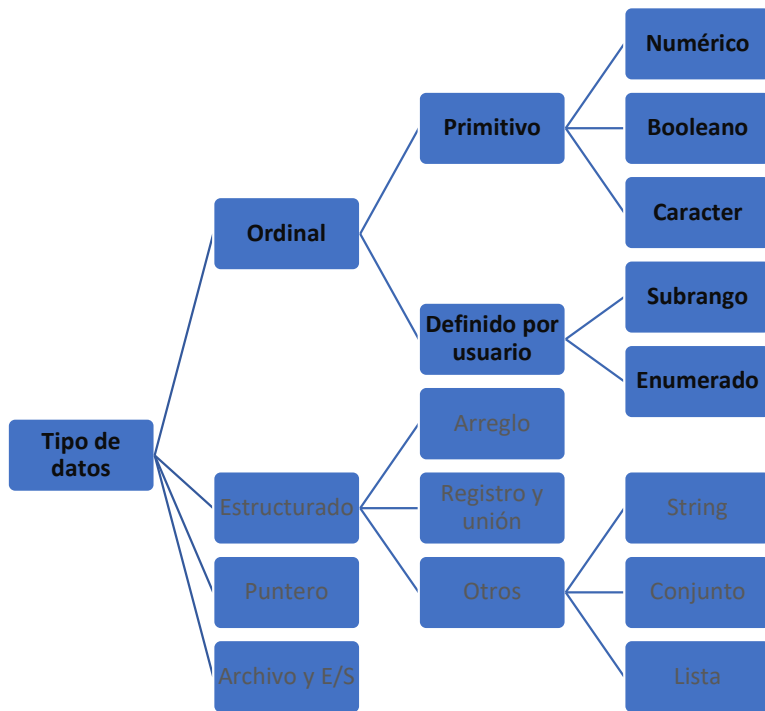 Numérico
Primitivo
Booleano
Caracter
Ordinal
Subrango
Definido por
usuario
Enumerado
Tipo de
datos
Arreglo
Estructurado
Registro y
unión
String
Puntero
Otros
Conjunto
Archivo y E/S
Lista